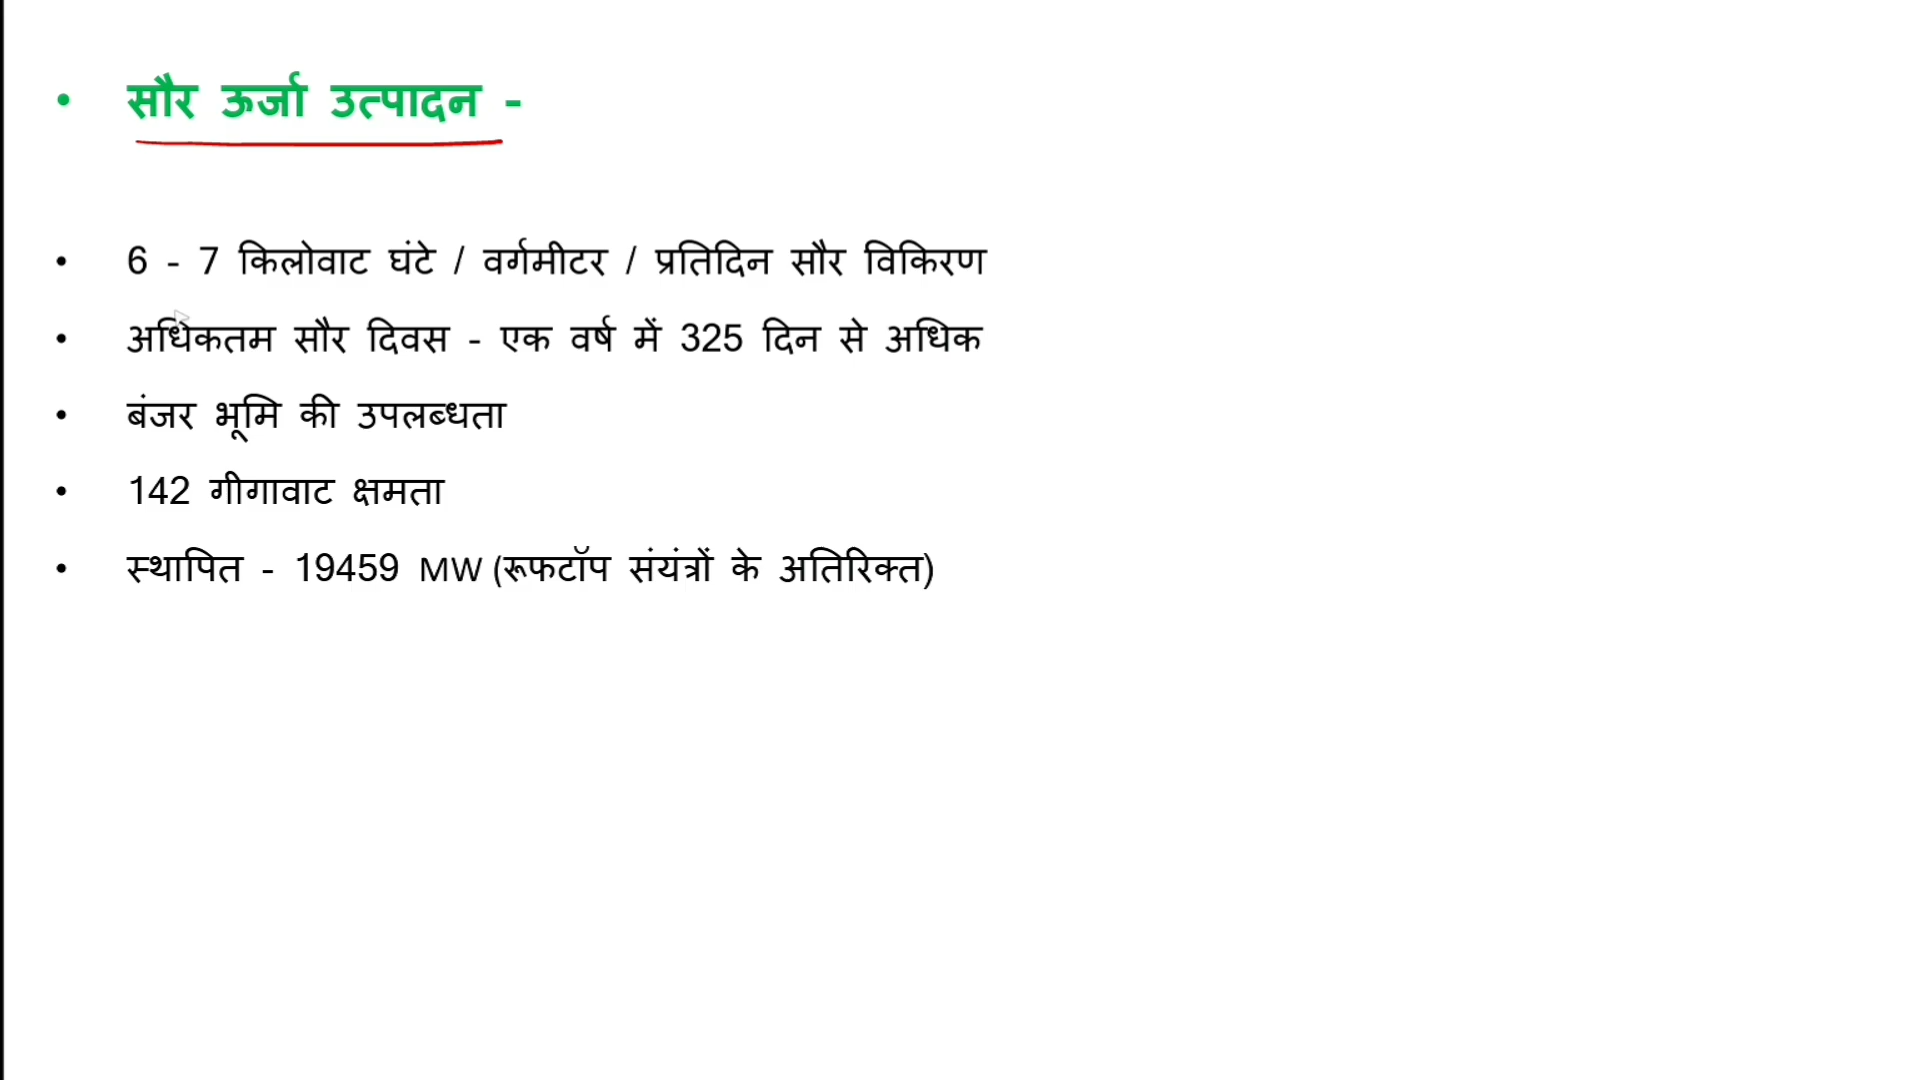 • सौर ऊर्जा उत्पादन -
• 6 - 7 किलोवाट घंटे / वर्गमीटर / प्रतिदिन सौर विकिरण
• अधिकतम सौर दिवस - एक वर्ष में 325 दिन से अधिक
• बंजर भूमि की उपलब्धता
• 142 गीगावाट क्षमता
• स्थापित - 19459 MW (रूफटॉप संयंत्रों के अतिरिक्त)